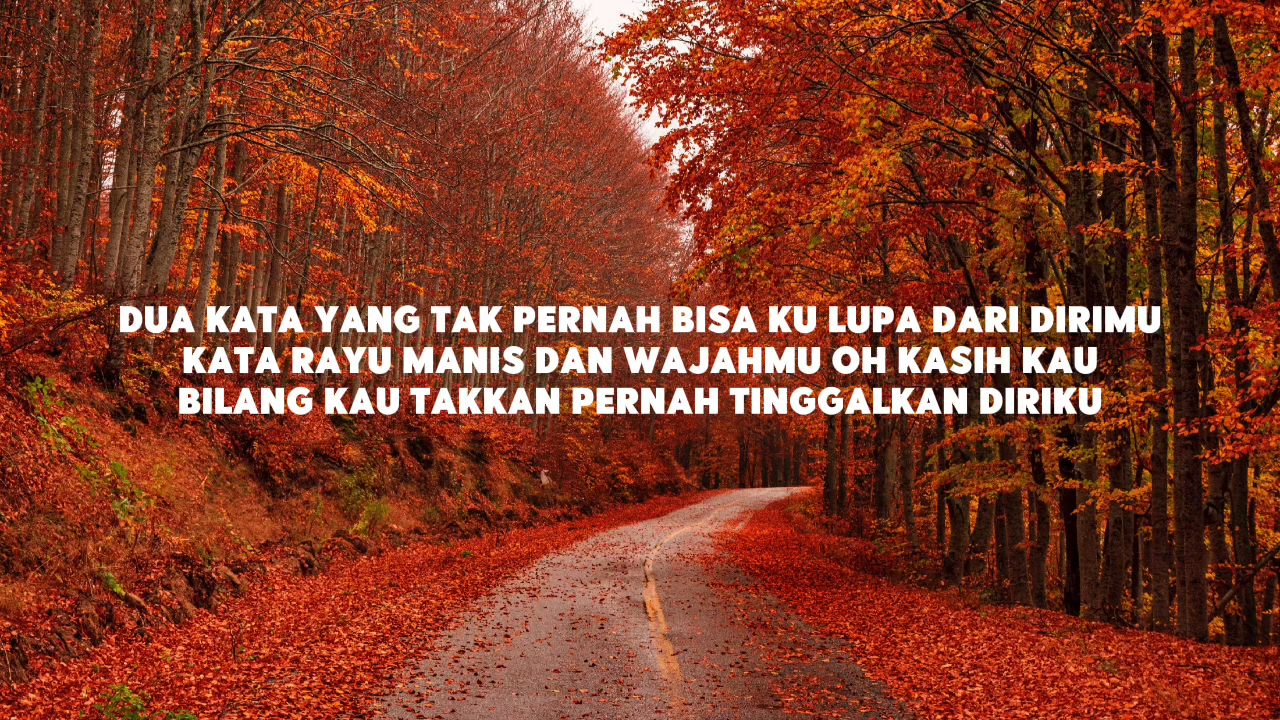 DUA KATA YANG TAK PERNAH BISA KU LUPA DARI DIRIMU
KATA RAYU MANIS DAN WAJAHMU OH KASIH KAU
BILANG KAU TAKKAN PERNAH TINGGALKAN DIRIKU